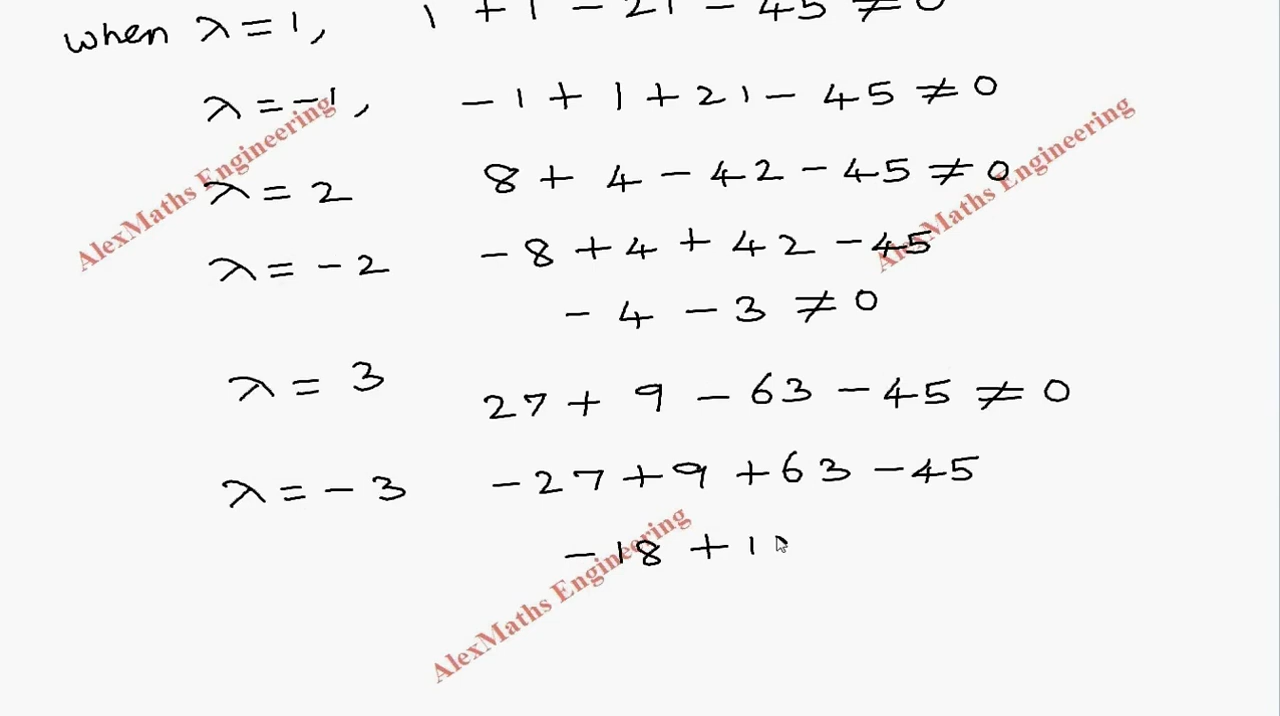 when λ = 1, 1 + 1 - 21 - 45 ≠ 0
λ = -1, - 1 + 1 + 21 - 45 ≠ 0
λ = 2 8 + 4 - 42 - 45 ≠ 0
λ = -2 - 8 + 4 + 42 - 45
- 4 - 3 ≠ 0
λ = 3 27 + 9 - 63 - 45 ≠ 0
λ = -3 - 27 + 9 + 63 - 45
- 18 + 1
AlexMaths Engineering
AlexMaths Engineering
AlexMaths Engineering